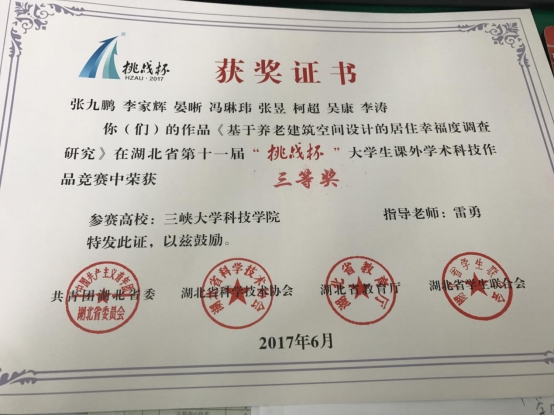 挑战杯
HZAU·2017
获奖证书
张九鹏 李家辉 晏晰 冯琳玮 张昱 柯超 吴康 李涛
你（们）的作品《基于养老建筑空间设计的居住幸福度调查
研究》在湖北省第十一届“挑战杯”大学生课外学术科技作
品竞赛中荣获 三等奖
参赛高校：三峡大学科技学院 指导老师：雷勇
特发此证，以兹鼓励。
共青团湖北省委 湖北省科学技术协会 湖北省教育厅 湖北省学生联合会
湖北省委员会
2017年6月